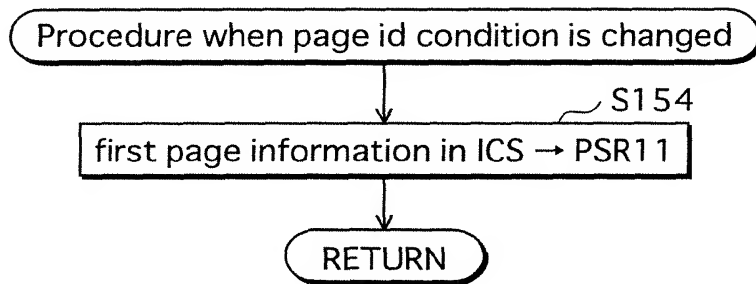 Procedure when page id condition is changed
S154
first page information in ICS → PSR11
RETURN